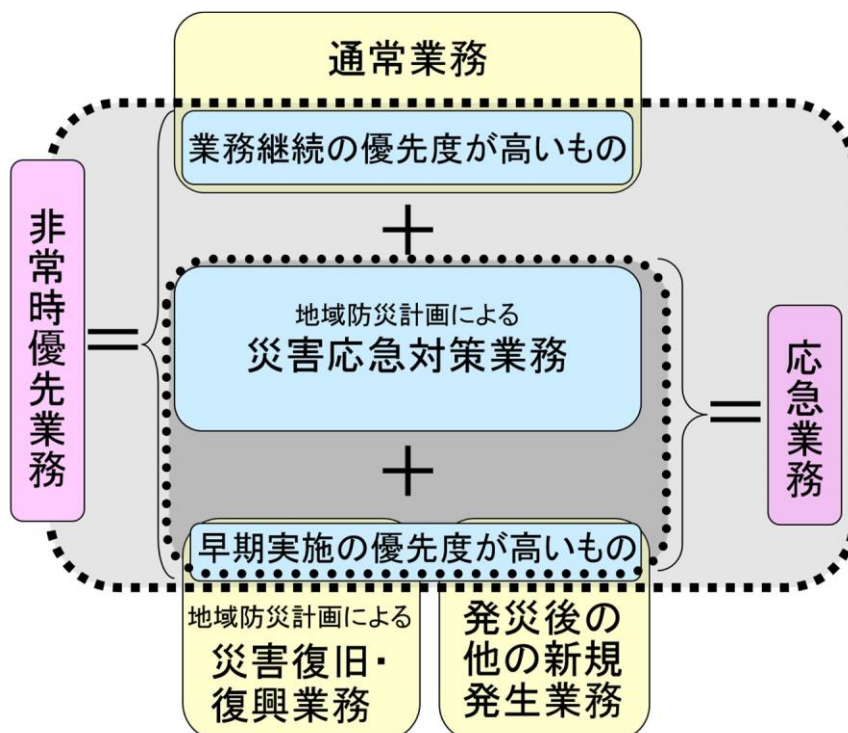 通常業務
業務継続の優先度が高いもの
+
非常時優先業務
=
地域防災計画による
災害応急対策業務
=
応急業務
+
早期実施の優先度が高いもの
地域防災計画による
災害復旧・
復興業務
発災後の
他の新規
発生業務